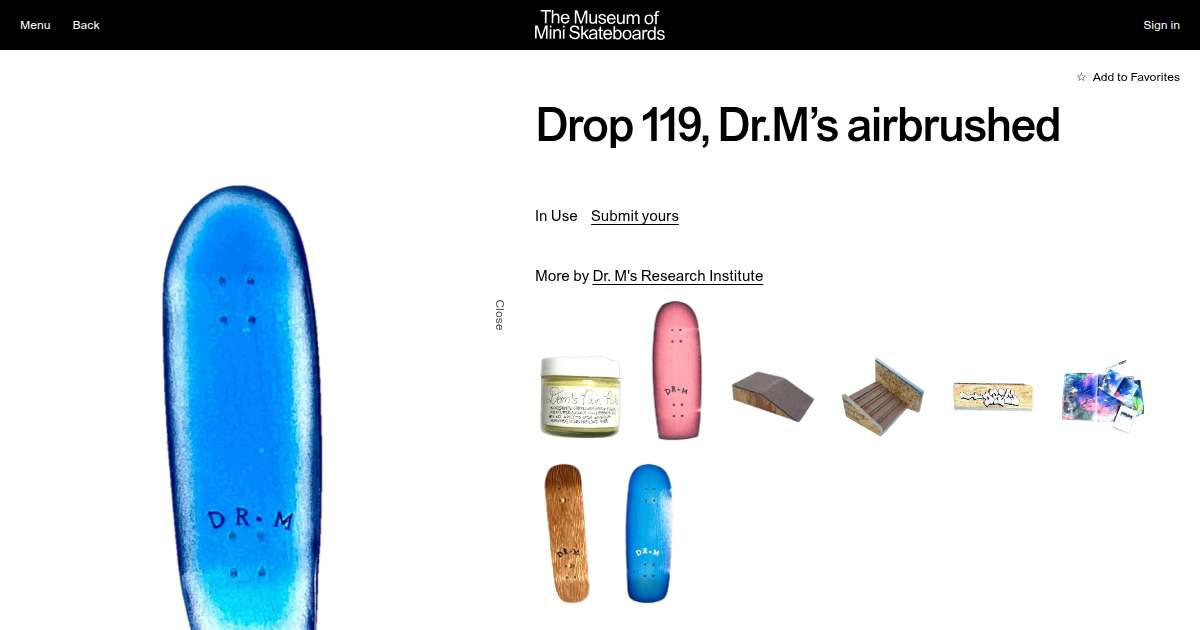 Menu
Back
The Museum of
Mini Skateboards
Sign in
☆ Add to Favorites
Drop 119, Dr.M’s airbrushed
In Use
Submit yours
More by Dr. M's Research Institute
Close
DR•M
DR•M
DR•M
DR•M